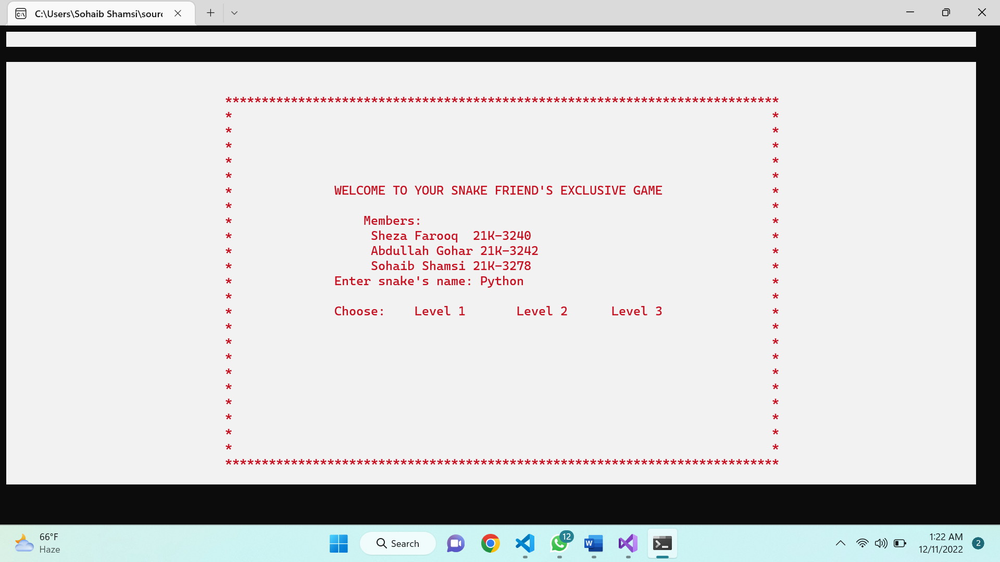 C:\Users\Sohaib Shamsi\sourc
************************************************************************
WELCOME TO YOUR SNAKE FRIEND'S EXCLUSIVE GAME
Members:
Sheza Farooq  21K-3240
Abdullah Gohar 21K-3242
Sohaib Shamsi 21K-3278
Enter snake's name: Python
Choose:    Level 1       Level 2      Level 3
************************************************************************
66°F
Haze
Search
12
1:22 AM
12/11/2022
2